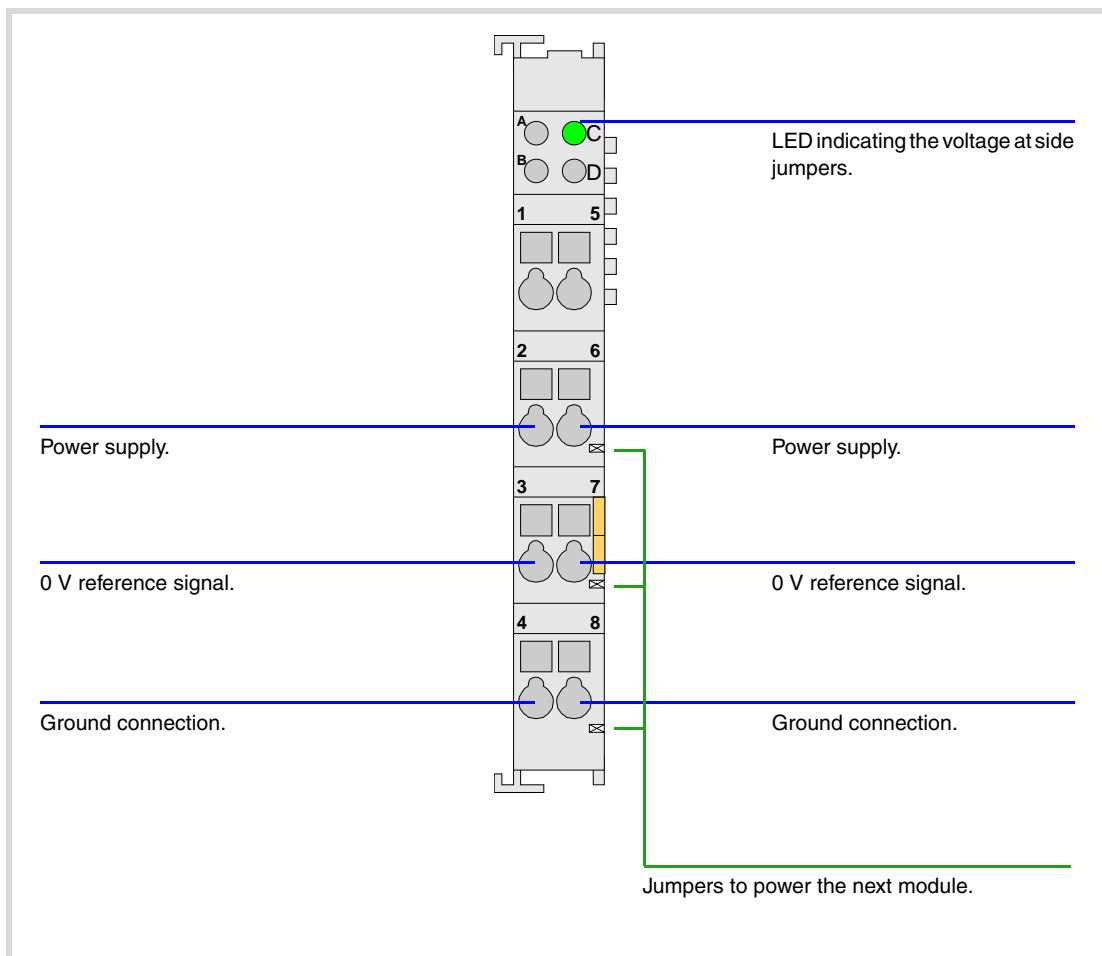 A C
LED indicating the voltage at side
jumpers.
B D
1 5
2 6
Power supply. Power supply.
3 7
0 V reference signal. 0 V reference signal.
4 8
Ground connection. Ground connection.
Jumpers to power the next module.